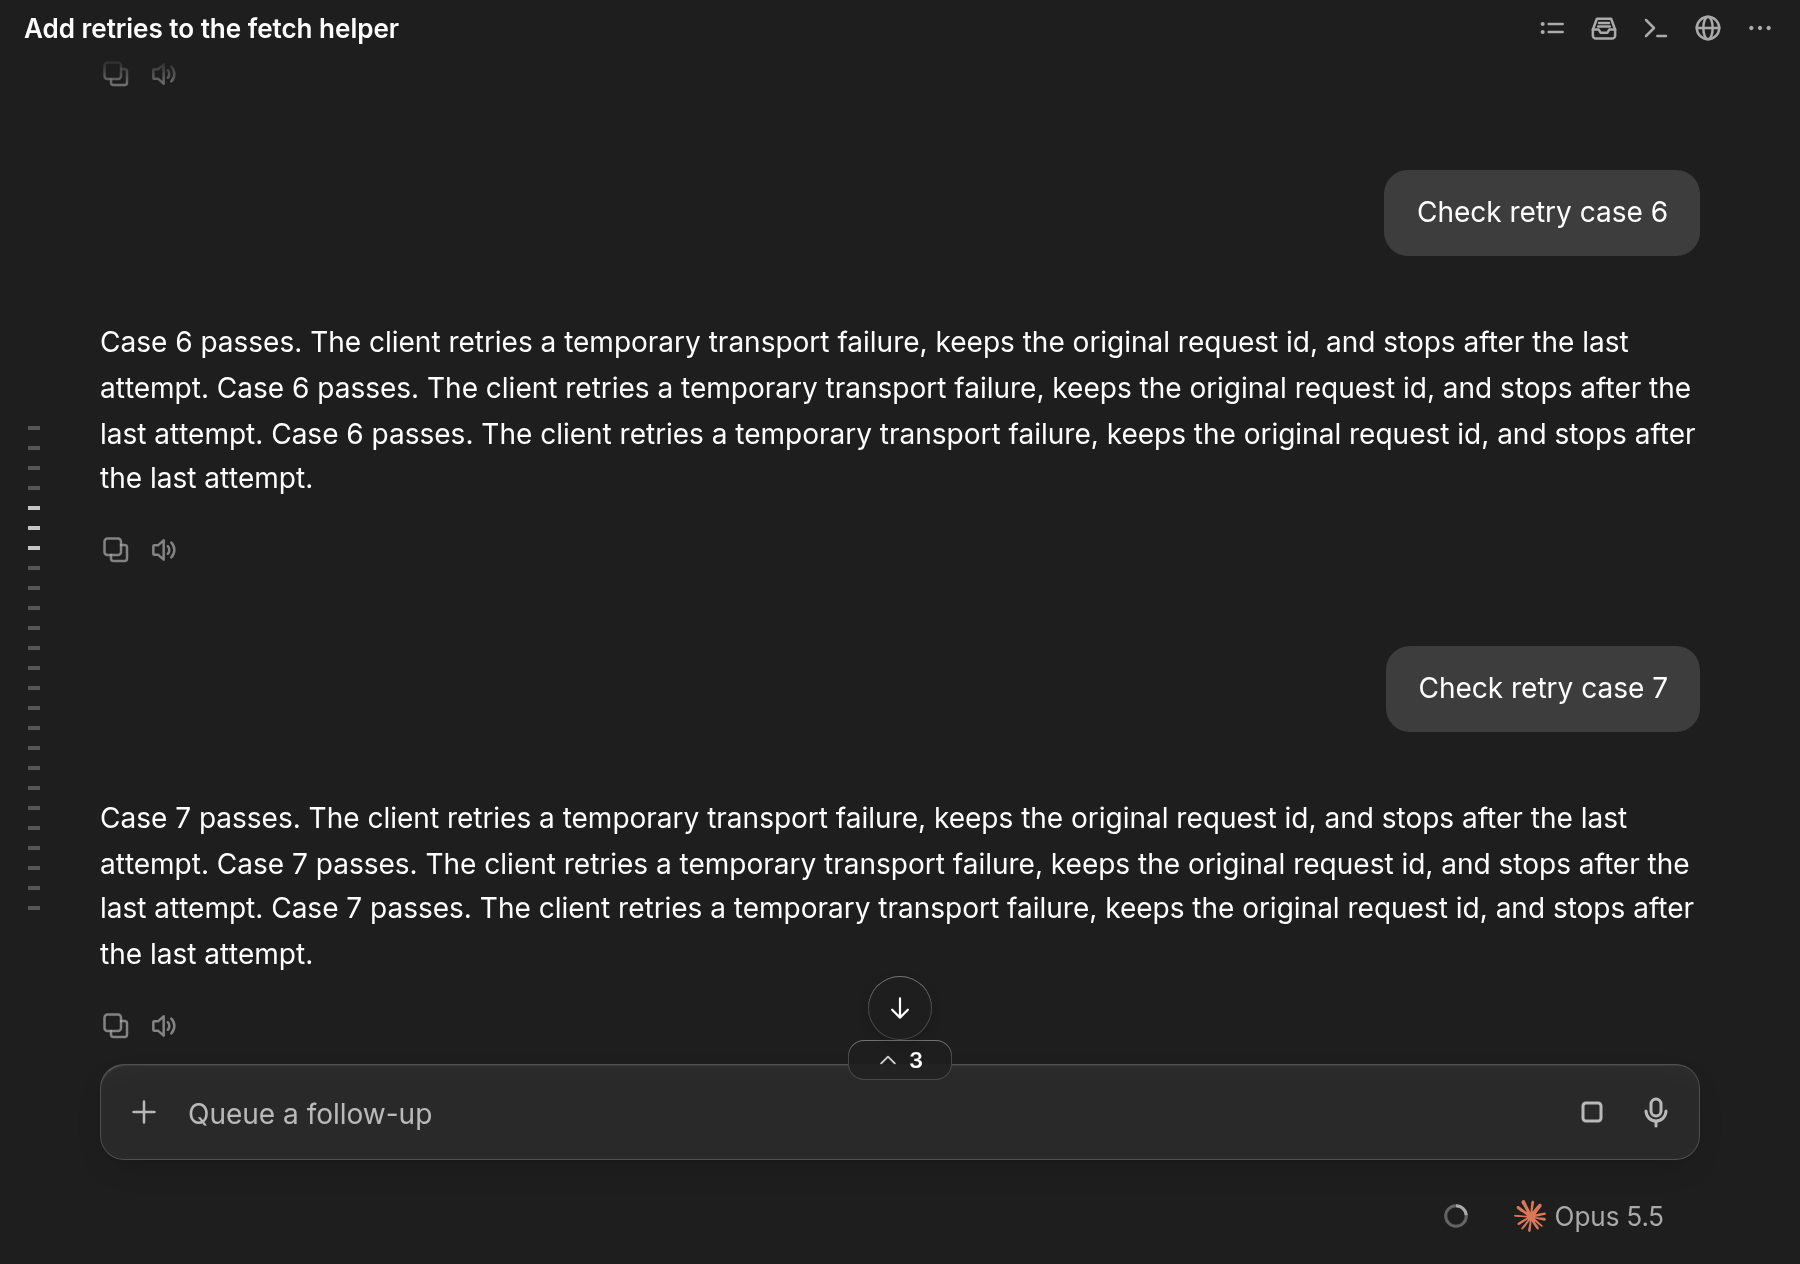 Add retries to the fetch helper
Check retry case 6
Case 6 passes. The client retries a temporary transport failure, keeps the original request id, and stops after the last
attempt. Case 6 passes. The client retries a temporary transport failure, keeps the original request id, and stops after the
last attempt. Case 6 passes. The client retries a temporary transport failure, keeps the original request id, and stops after
the last attempt.
Check retry case 7
Case 7 passes. The client retries a temporary transport failure, keeps the original request id, and stops after the last
attempt. Case 7 passes. The client retries a temporary transport failure, keeps the original request id, and stops after the
last attempt. Case 7 passes. The client retries a temporary transport failure, keeps the original request id, and stops after
the last attempt.
3
Queue a follow-up
Opus 5.5